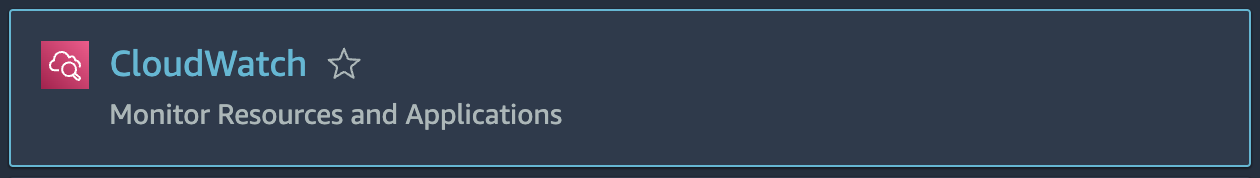 CloudWatch
Monitor Resources and Applications